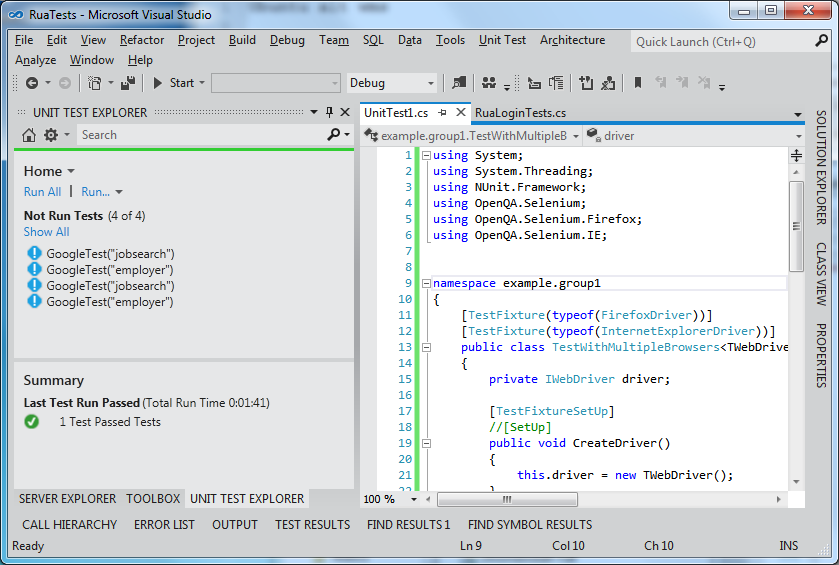 RuaTests - Microsoft Visual Studio
File Edit View Refactor Project Build Debug Team SQL Data Tools Unit Test Architecture Quick Launch (Ctrl+Q)
Analyze Window Help
Start Debug
UNIT TEST EXPLORER
Search
Home
Run All | Run...
Not Run Tests (4 of 4)
Show All
GoogleTest("jobsearch")
GoogleTest("employer")
GoogleTest("jobsearch")
GoogleTest("employer")
Summary
Last Test Run Passed (Total Run Time 0:01:41)
1 Test Passed Tests
SERVER EXPLORER TOOLBOX UNIT TEST EXPLORER
UnitTest1.cs RuaLoginTests.cs
example.group1.TestWithMultipleB driver
1 using System;
2 using System.Threading;
3 using NUnit.Framework;
4 using OpenQA.Selenium;
5 using OpenQA.Selenium.Firefox;
6 using OpenQA.Selenium.IE;
7
8
9 namespace example.group1
10 {
11 [TestFixture(typeof(FirefoxDriver))]
12 [TestFixture(typeof(InternetExplorerDriver))]
13 public class TestWithMultipleBrowsers<TWebDrive
14 {
15 private IWebDriver driver;
16
17 [TestFixtureSetUp]
18 //[SetUp]
19 public void CreateDriver()
20 {
21 this.driver = new TWebDriver();
22 }
100 %
SOLUTION EXPLORER
CLASS VIEW
PROPERTIES
CALL HIERARCHY ERROR LIST OUTPUT TEST RESULTS FIND RESULTS 1 FIND SYMBOL RESULTS
Ready Ln 9 Col 10 Ch 10 INS